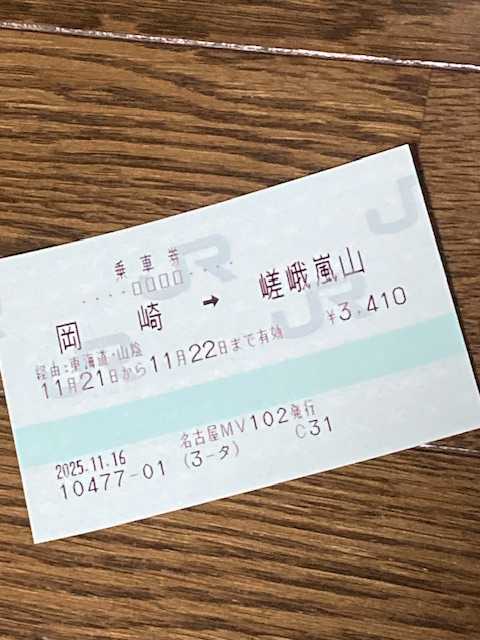 乗車券
....□□□□....
岡崎 → 嵯峨嵐山
経由:東海道・山陰
11月21日から11月22日まで有効 ¥3,410
2025.11.16 名古屋MV102発行
10477-01 (3-タ) C31